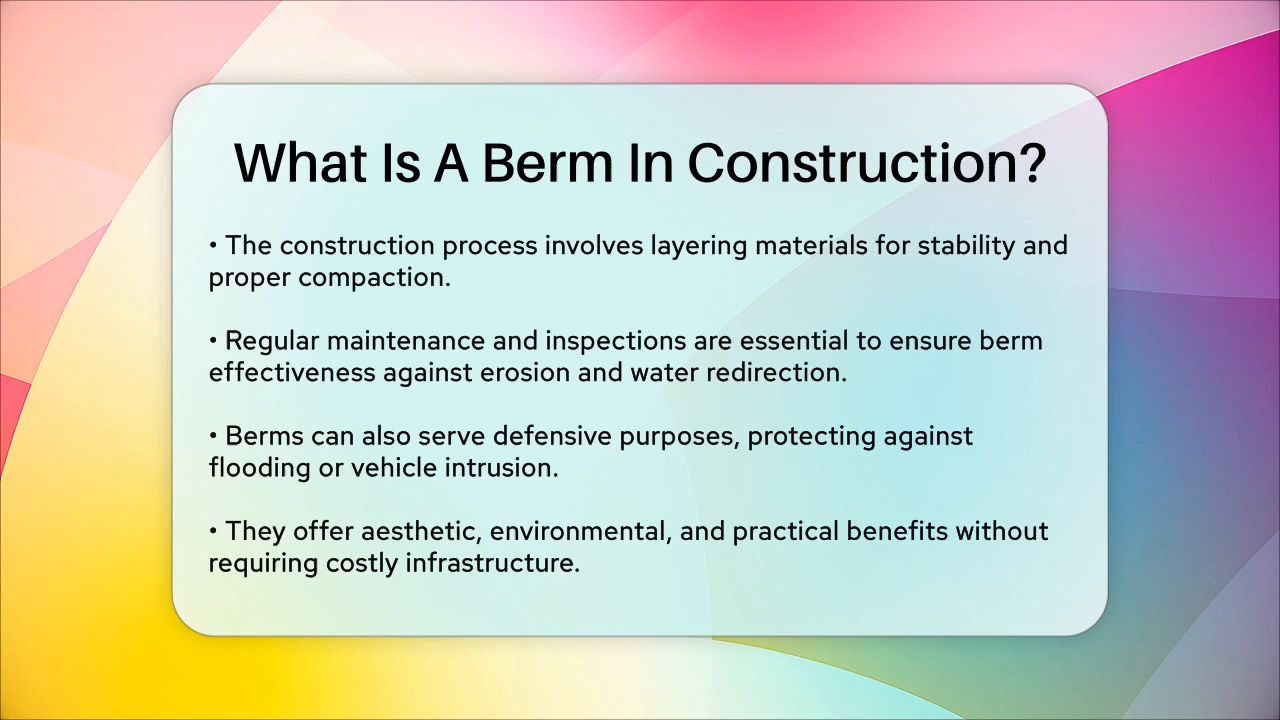 What Is A Berm In Construction?
• The construction process involves layering materials for stability and
proper compaction.
• Regular maintenance and inspections are essential to ensure berm
effectiveness against erosion and water redirection.
• Berms can also serve defensive purposes, protecting against
flooding or vehicle intrusion.
• They offer aesthetic, environmental, and practical benefits without
requiring costly infrastructure.